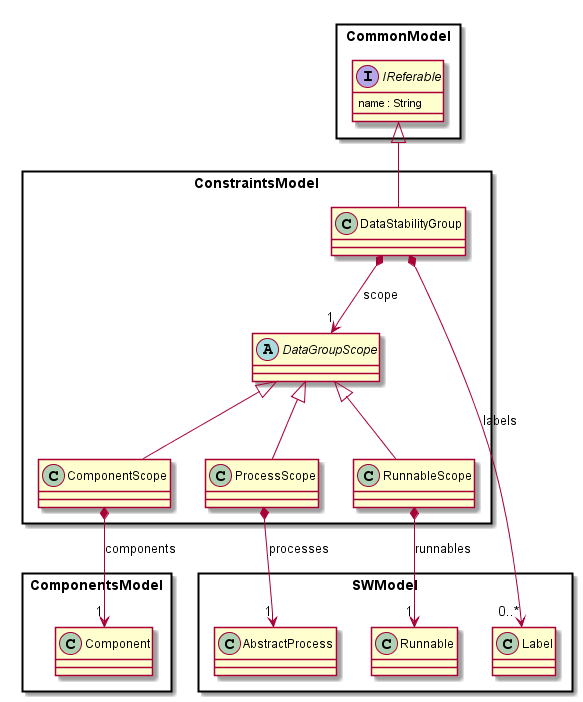 CommonModel
I IReferable
name : String
ConstraintsModel
C DataStabilityGroup
scope
1
A DataGroupScope
labels
C ComponentScope
C ProcessScope
C RunnableScope
components
processes
runnables
ComponentsModel
SWModel
1
1
1
0..*
C Component
C AbstractProcess
C Runnable
C Label